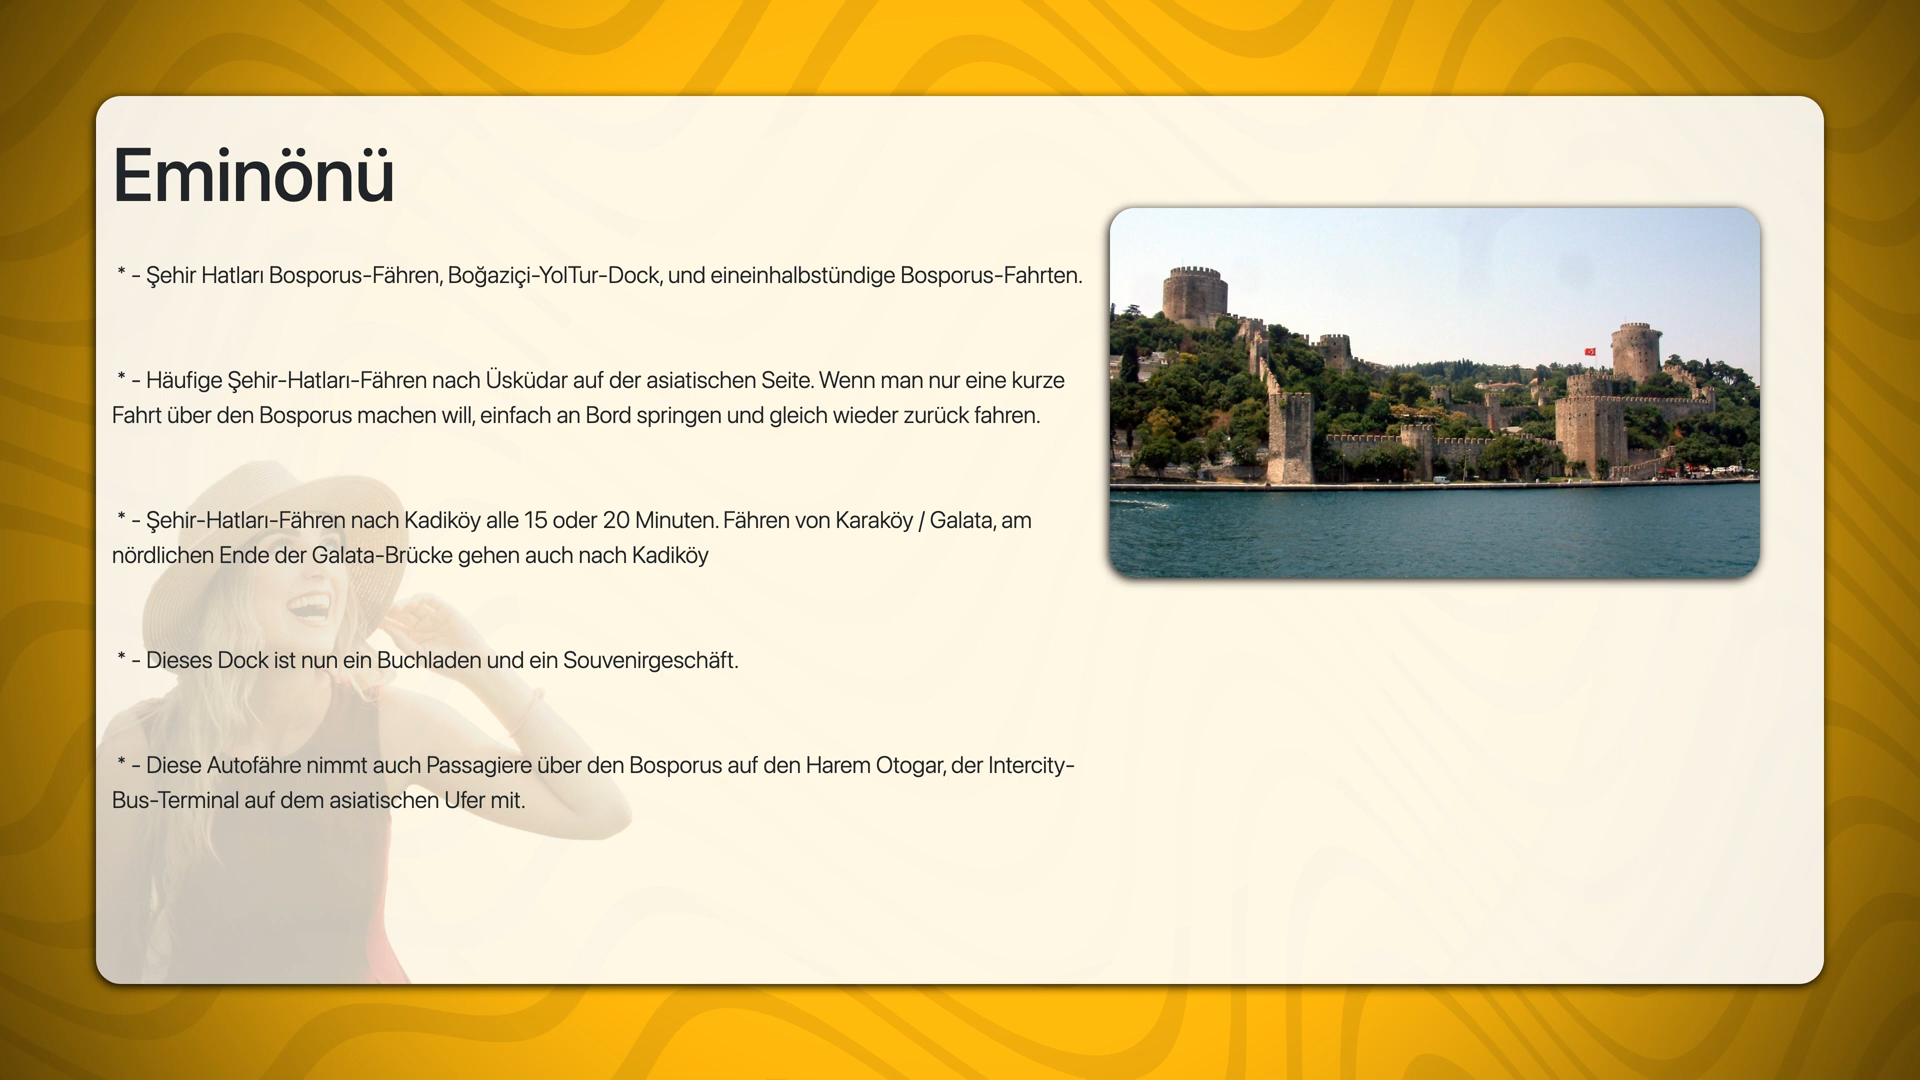 Eminönü
* - Şehir Hatları Bosporus-Fähren, Boğaziçi-YolTur-Dock, und eineinhalbstündige Bosporus-Fahrten.
* - Häufige Şehir-Hatları-Fähren nach Üsküdar auf der asiatischen Seite. Wenn man nur eine kurze
Fahrt über den Bosporus machen will, einfach an Bord springen und gleich wieder zurück fahren.
* - Şehir-Hatları-Fähren nach Kadiköy alle 15 oder 20 Minuten. Fähren von Karaköy / Galata, am
nördlichen Ende der Galata-Brücke gehen auch nach Kadiköy
* - Dieses Dock ist nun ein Buchladen und ein Souvenirgeschäft.
* - Diese Autofähre nimmt auch Passagiere über den Bosporus auf den Harem Otogar, der Intercity-
Bus-Terminal auf dem asiatischen Ufer mit.